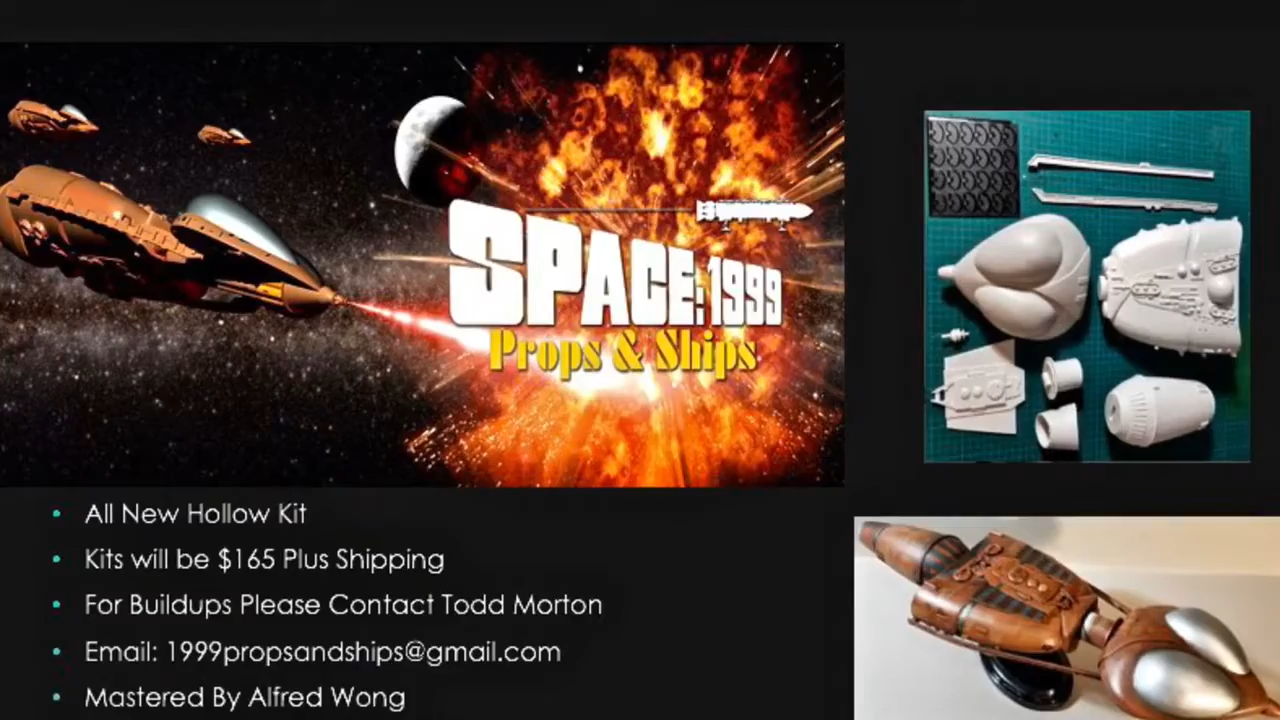 SPACE:1999
Props & Ships
• All New Hollow Kit
• Kits will be $165 Plus Shipping
• For Buildups Please Contact Todd Morton
• Email: 1999propsandships@gmail.com
• Mastered By Alfred Wong